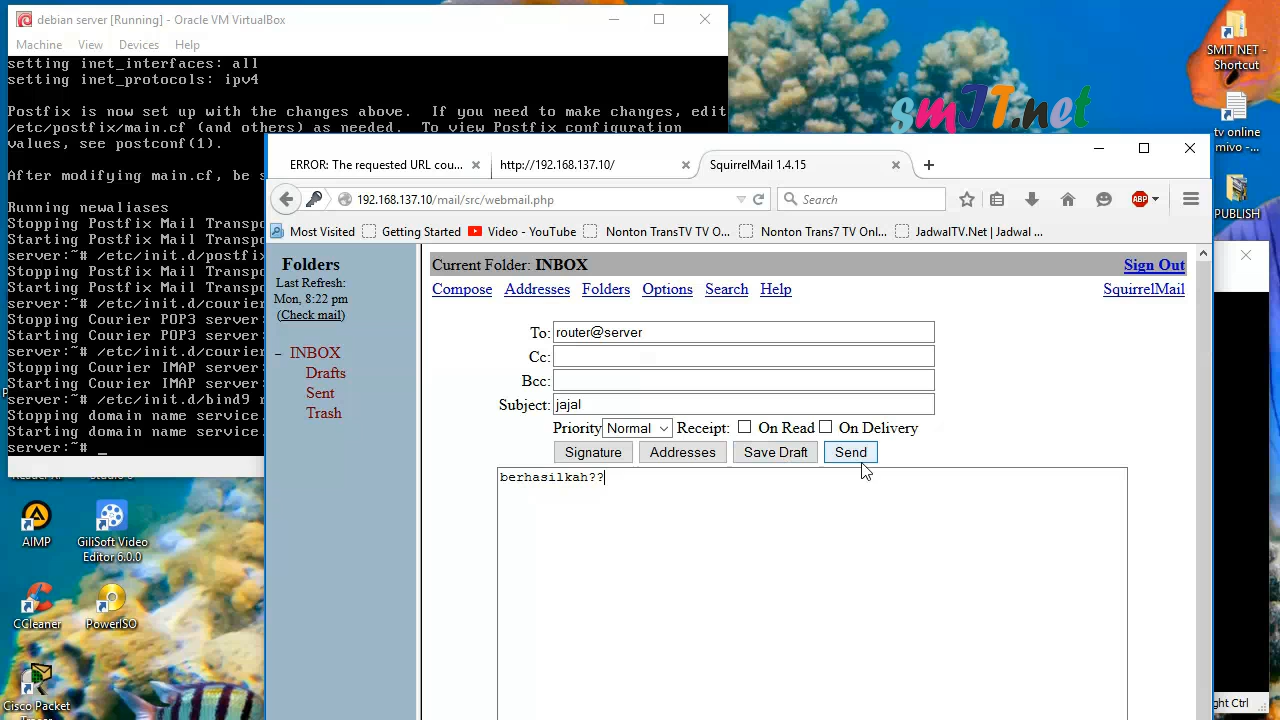 debian server [Running] - Oracle VM VirtualBox
Machine View Devices Help
setting inet_interfaces: all
setting inet_protocols: ipv4
Postfix is now set up with the changes above. If you need to make changes, edit
/etc/postfix/main.cf (and others) as needed. To view Postfix configuration
values, see postconf(1).
After modifying main.cf, be s
Running newaliases
Stopping Postfix Mail Transpo
Starting Postfix Mail Transpo
server:~# /etc/init.d/postfix
Stopping Postfix Mail Transpo
Starting Postfix Mail Transpo
server:~# /etc/init.d/courier
Stopping Courier POP3 server:
Starting Courier POP3 server:
server:~# /etc/init.d/courier
Stopping Courier IMAP server:
Starting Courier IMAP server:
server:~# /etc/init.d/bind9 r
Stopping domain name service.
Starting domain name service.
server:~# _
smIT.net
SMIT NET - Shortcut
tv online mivo -...
PUBLISH
ERROR: The requested URL cou...
http://192.168.137.10/
SquirrelMail 1.4.15
192.168.137.10/mail/src/webmail.php
Search
ABP
Most Visited
Getting Started
Video - YouTube
Nonton TransTV TV O...
Nonton Trans7 TV Onl...
JadwalTV.Net | Jadwal ...
Folders
Last Refresh:
Mon, 8:22 pm
(Check mail)
– INBOX
Drafts
Sent
Trash
Current Folder: INBOX
Sign Out
Compose Addresses Folders Options Search Help
SquirrelMail
To: router@server
Cc:
Bcc:
Subject: jajal
Priority Normal Receipt: On Read On Delivery
Signature Addresses Save Draft Send
berhasilkah??
AIMP
GiliSoft Video
Editor 6.0.0
CCleaner
PowerISO
Cisco Packet
ght Ctrl